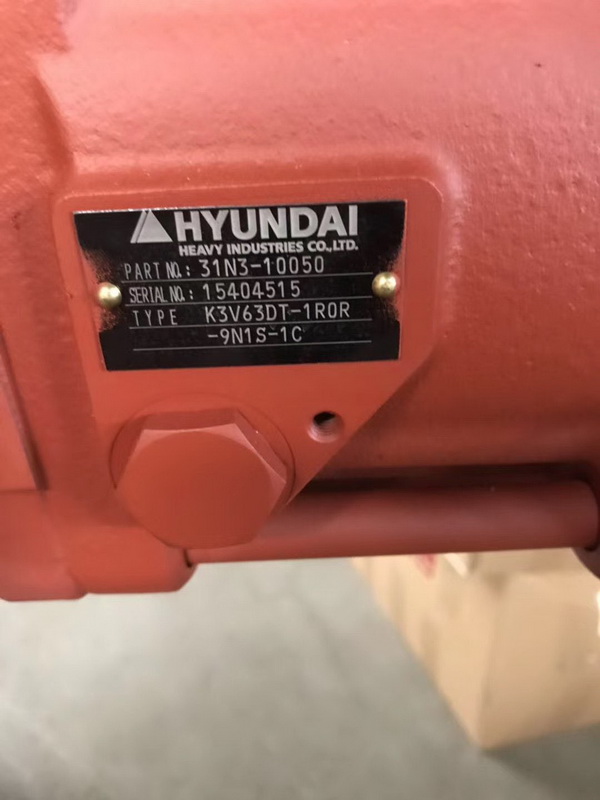 HYUNDAI
HEAVY INDUSTRIES CO.,LTD.
PART NO.: 31N3-10050
SERIAL NO.: 15404515
TYPE K3V63DT-1R0R
-9N1S-1C